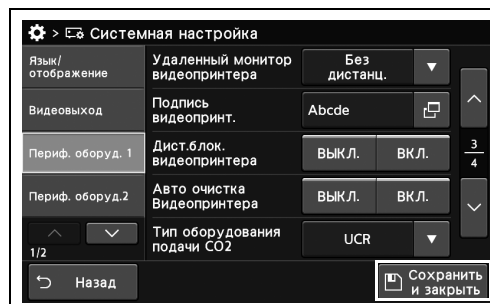 > Системная настройка
Язык/
отображение
Видеовыход
Периф. оборуд. 1
Периф. оборуд.2
1/2
Удаленный монитор
видеопринтера
Без
дистанц.
Подпись
видеопринт.
Abcde
Дист.блок.
видеопринтера
ВЫКЛ. ВКЛ.
Авто очистка
Видеопринтера
ВЫКЛ. ВКЛ.
Тип оборудования
подачи CO2
UCR
3
4
Назад
Сохранить
и закрыть